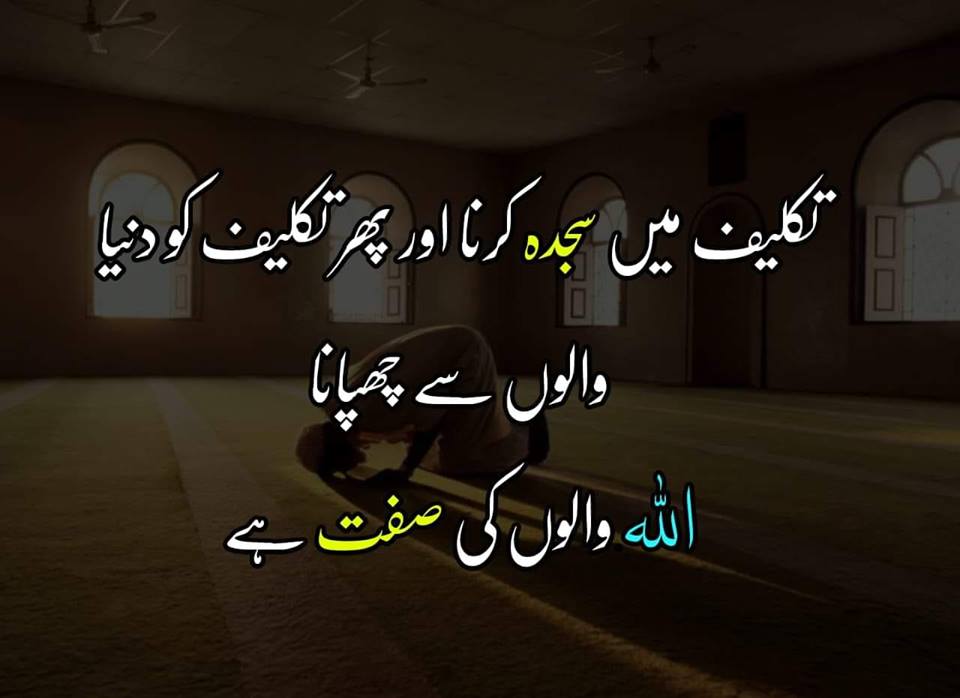 تکلیف میں سجدہ کرنا اور پھر تکلیف کو دنیا
والوں سے چھپانا
اللہ والوں کی صفت ہے